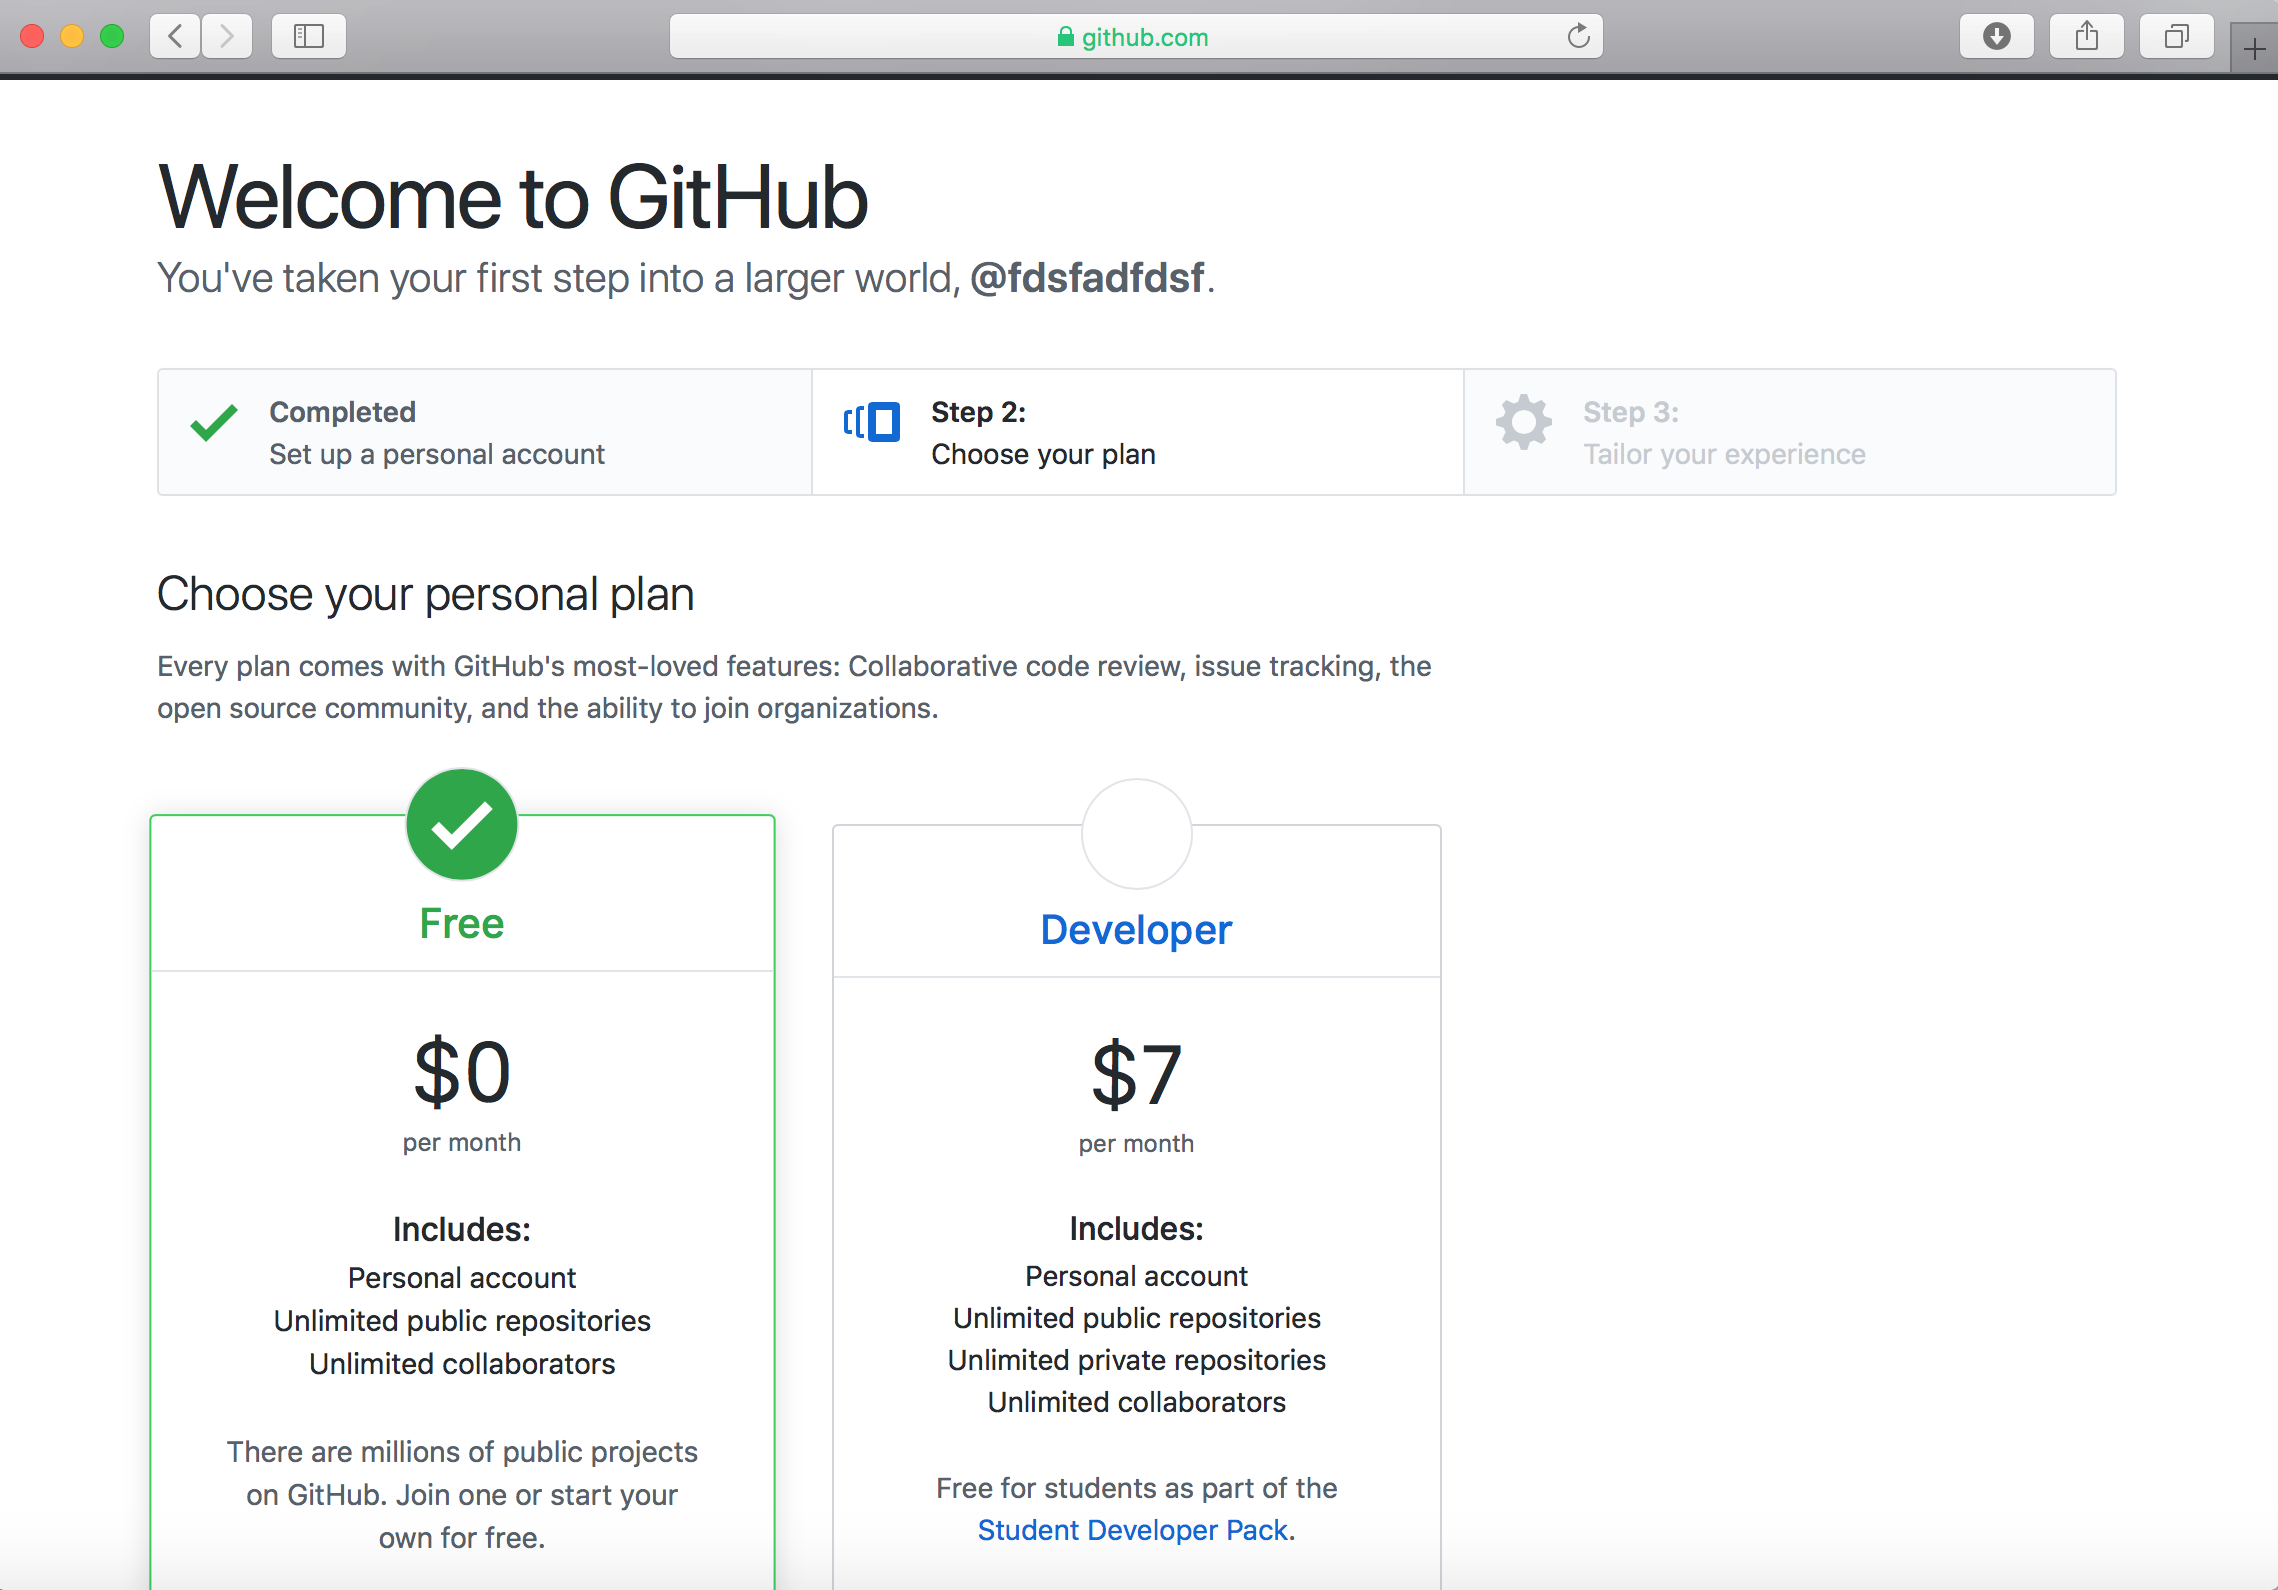 github.com
Welcome to GitHub
You've taken your first step into a larger world, @fdsfadfdsf.
Completed
Set up a personal account
Step 2:
Choose your plan
Step 3:
Tailor your experience
Choose your personal plan
Every plan comes with GitHub's most-loved features: Collaborative code review, issue tracking, the
open source community, and the ability to join organizations.
Free
$0
per month
Includes:
Personal account
Unlimited public repositories
Unlimited collaborators
There are millions of public projects
on GitHub. Join one or start your
own for free.
Developer
$7
per month
Includes:
Personal account
Unlimited public repositories
Unlimited private repositories
Unlimited collaborators
Free for students as part of the
Student Developer Pack.